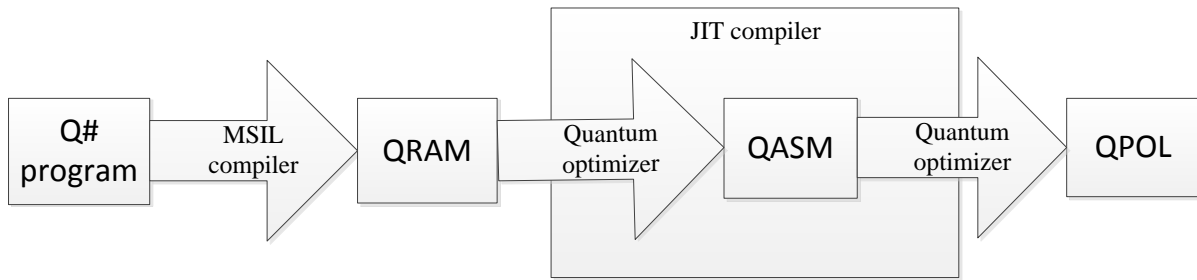 JIT compiler
Q#
program
MSIL
compiler
QRAM
Quantum
optimizer
QASM
Quantum
optimizer
QPOL